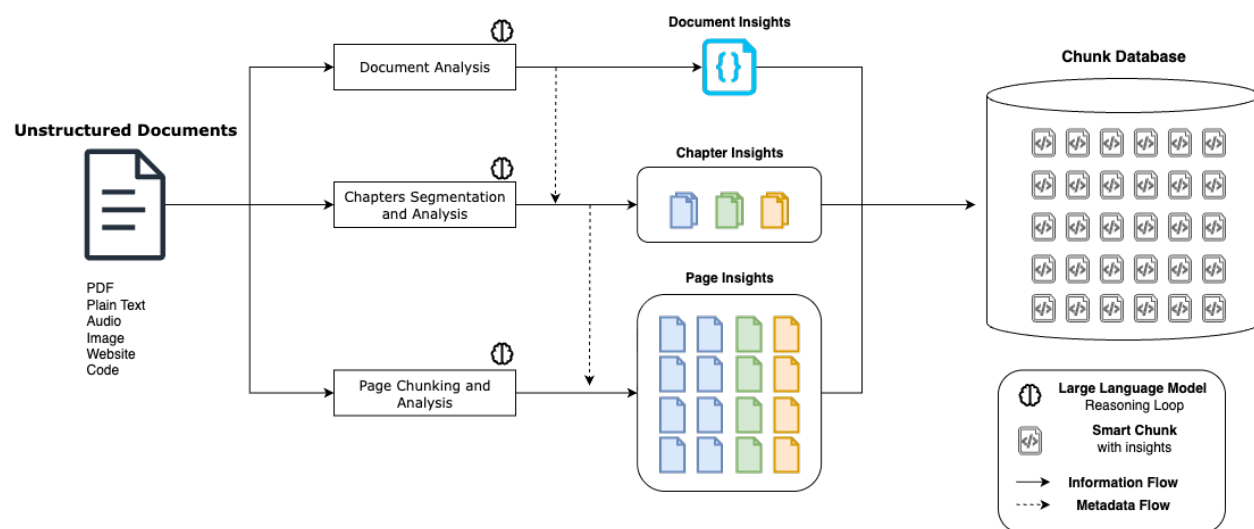 Document Insights
Document Analysis
{}
Chunk Database
Unstructured Documents
Chapter Insights
Chapters Segmentation
and Analysis
Page Insights
PDF
Plain Text
Audio
Image
Website
Code
Page Chunking and
Analysis
Large Language Model
Reasoning Loop
</>
Smart Chunk
with insights
Information Flow
Metadata Flow